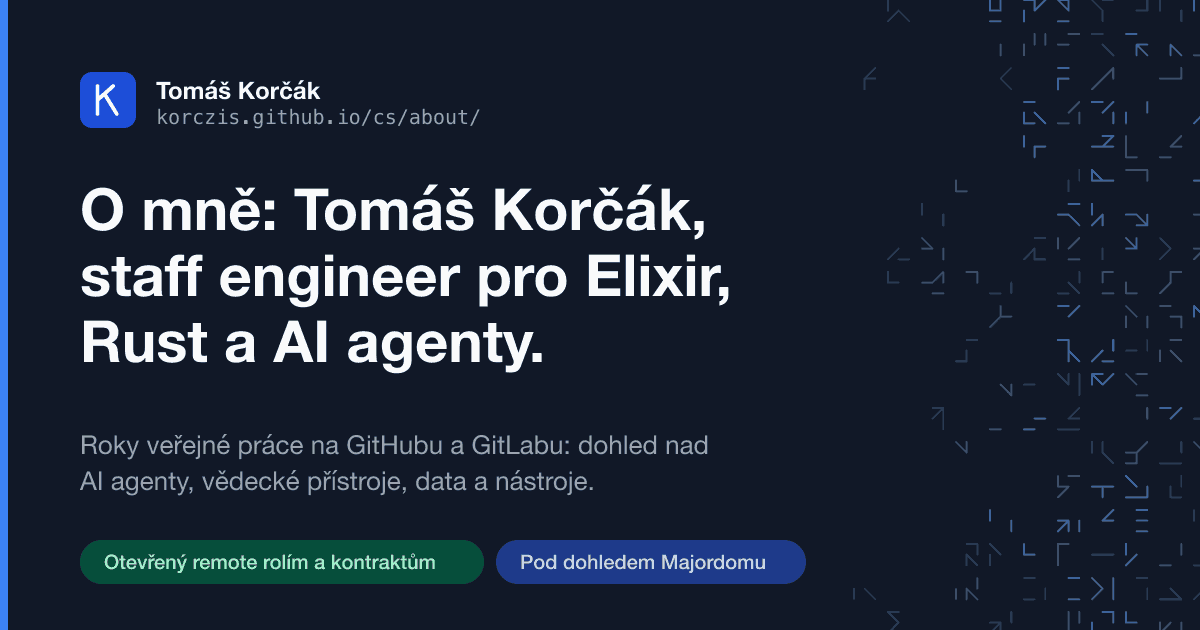 K
Tomáš Korčák
korczis.github.io/cs/about/
O mně: Tomáš Korčák,
staff engineer pro Elixir,
Rust a AI agenty.
Roky veřejné práce na GitHubu a GitLabu: dohled nad
AI agenty, vědecké přístroje, data a nástroje.
Otevřený remote rolím a kontraktům
Pod dohledem Majordomu